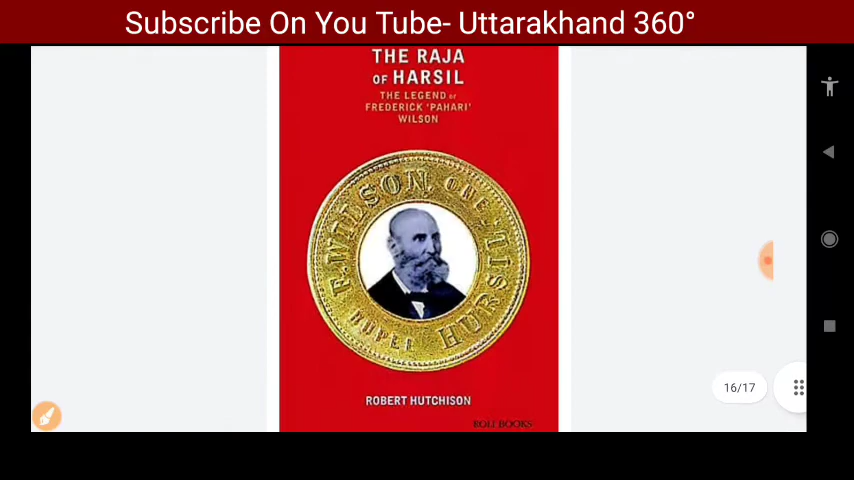 Subscribe On You Tube- Uttarakhand 360°
THE RAJA
OF HARSIL
THE LEGEND OF
FREDERICK 'PAHARI'
WILSON
F. WILSON ONE
RUPEE HURSIL
ROBERT HUTCHISON
ROLI BOOKS
16/17